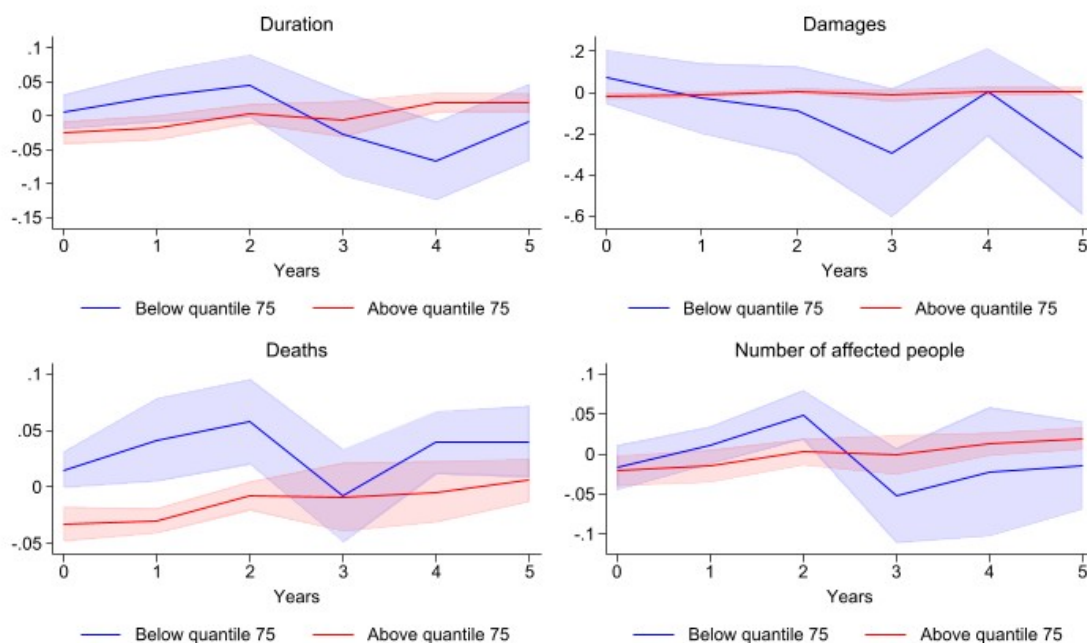 Duration
.1
.05
0
-.05
-.1
-.15
0 1 2 3 4 5
Years
Below quantile 75 Above quantile 75
Damages
.2
0
-.2
-.4
-.6
0 1 2 3 4 5
Years
Below quantile 75 Above quantile 75
Deaths
.1
.05
0
-.05
0 1 2 3 4 5
Years
Below quantile 75 Above quantile 75
Number of affected people
.1
.05
0
-.05
-.1
0 1 2 3 4 5
Years
Below quantile 75 Above quantile 75